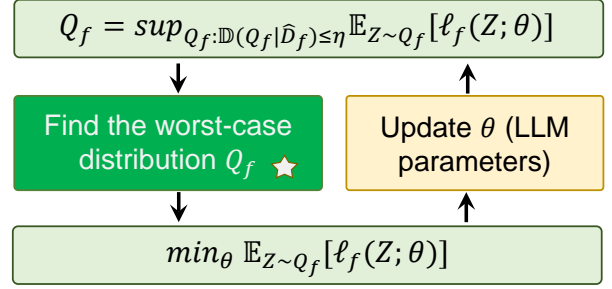 Q_f = sup_{Q_f:𝔻(Q_f|D̂_f)≤η} 𝔼_{Z~Q_f}[ℓ_f(Z; θ)]
Find the worst-case
distribution Q_f
Update θ (LLM
parameters)
min_θ 𝔼_{Z~Q_f}[ℓ_f(Z; θ)]